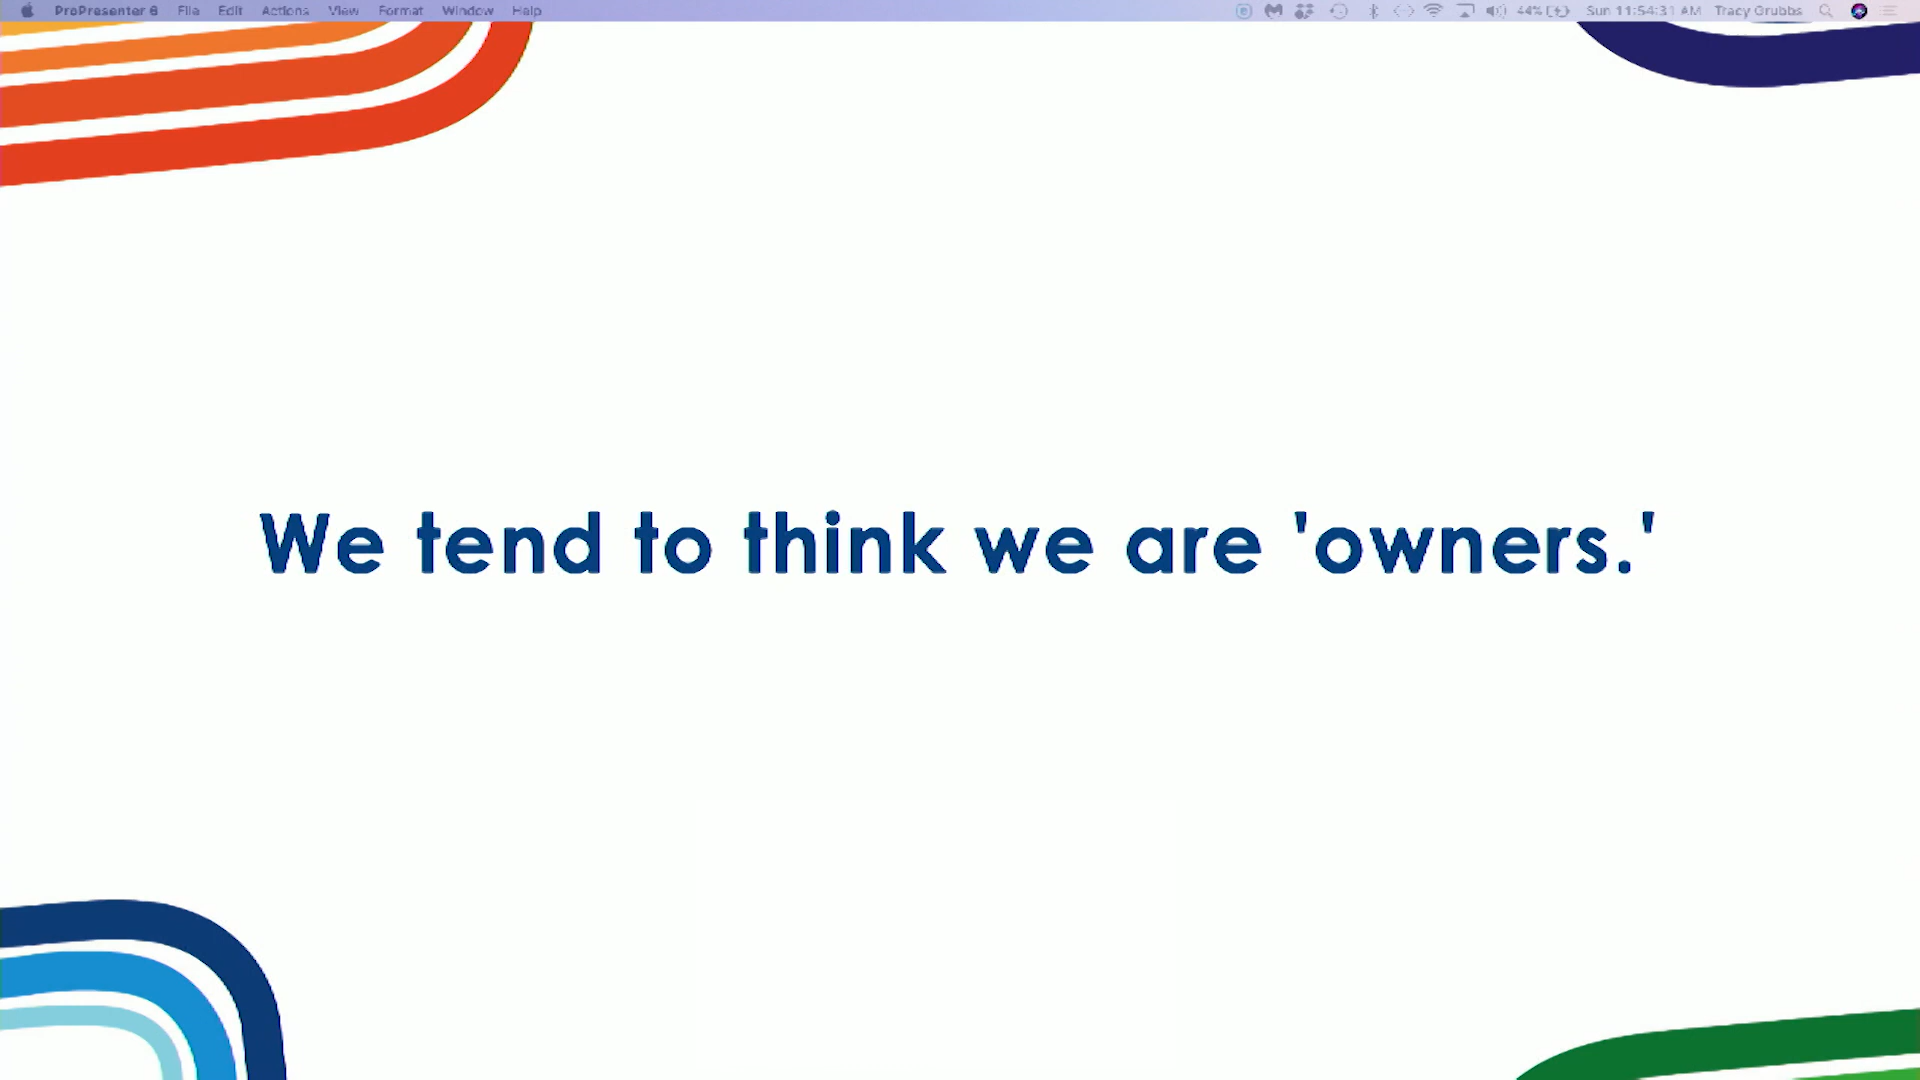 ProPresenter 6 File Edit Actions View Format Window Help 44% Sun 11:54:31 AM Tracy Grubbs
We tend to think we are 'owners.'